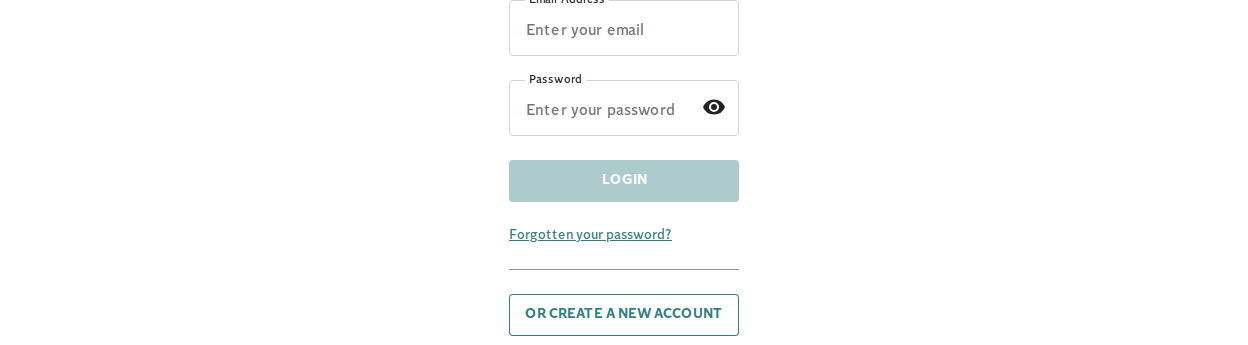 Email Address
Enter your email
Password
Enter your password
LOGIN
Forgotten your password?
OR CREATE A NEW ACCOUNT